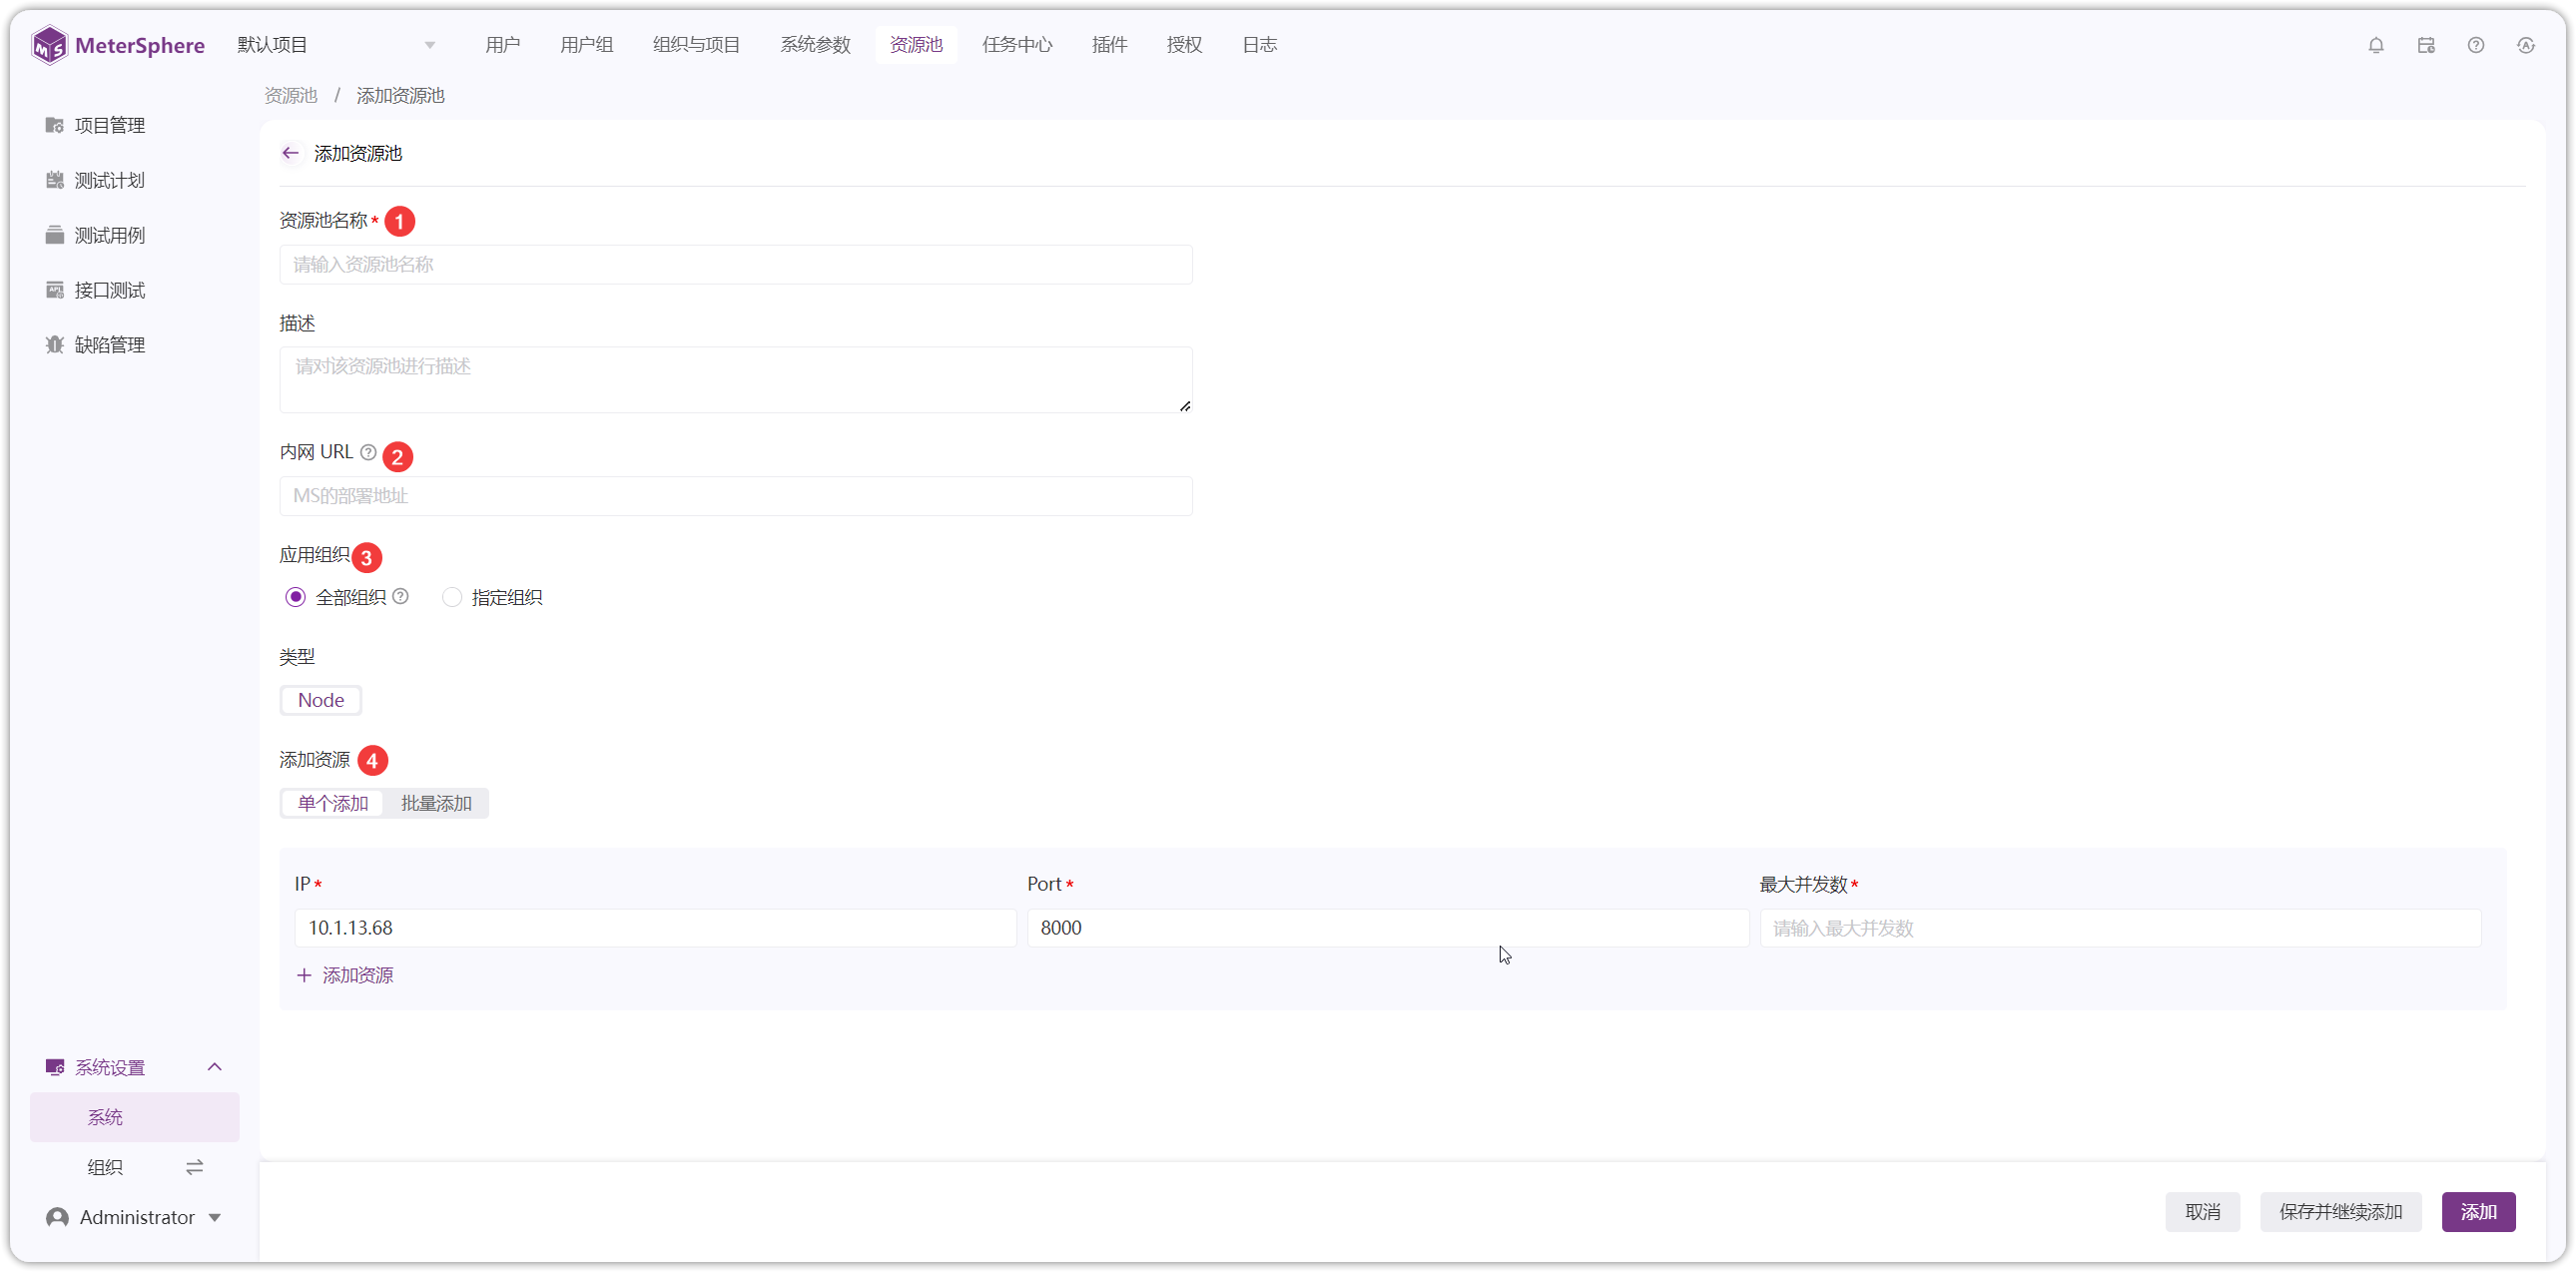 MeterSphere 默认项目 用户 用户组 组织与项目 系统参数 资源池 任务中心 插件 授权 日志
资源池 / 添加资源池
项目管理
测试计划
测试用例
接口测试
缺陷管理
添加资源池
资源池名称* 1
请输入资源池名称
描述
请对该资源池进行描述
内网 URL 2
MS的部署地址
应用组织 3
全部组织 指定组织
类型
Node
添加资源 4
单个添加 批量添加
IP* Port* 最大并发数*
10.1.13.68 8000 请输入最大并发数
+ 添加资源
系统设置
系统
组织
Administrator
取消 保存并继续添加 添加